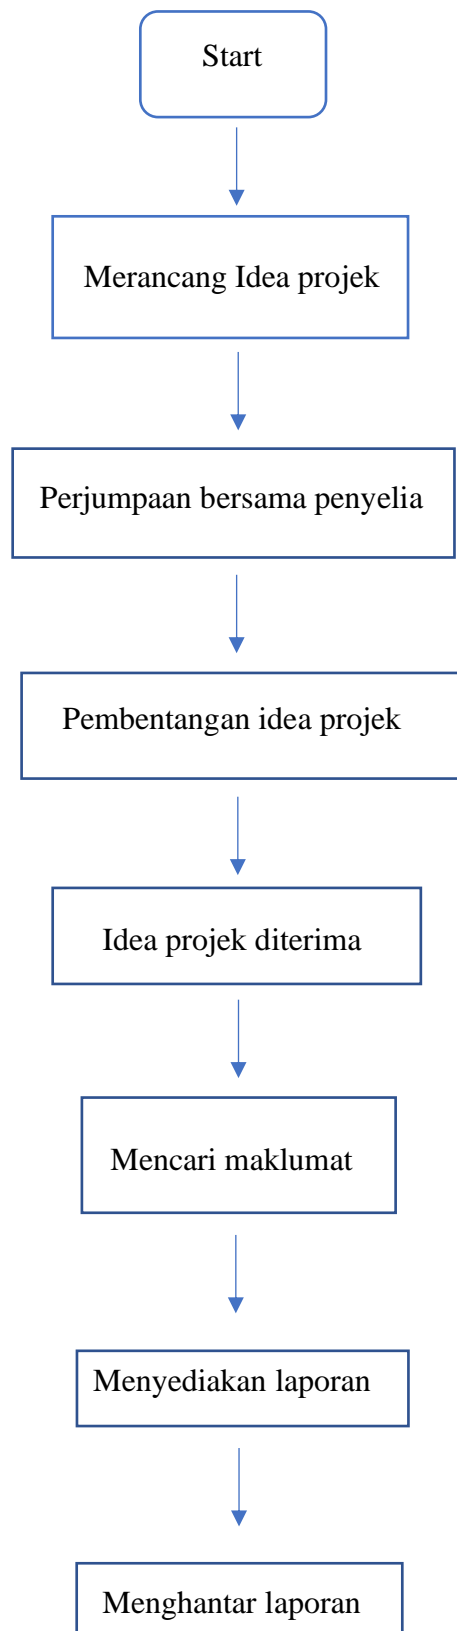 Start
Merancang Idea projek
Perjumpaan bersama penyelia
Pembentangan idea projek
Idea projek diterima
Mencari maklumat
Menyediakan laporan
Menghantar laporan